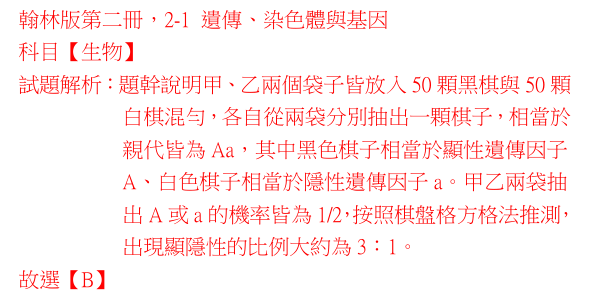 翰林版第二冊，2-1 遺傳、染色體與基因
科目【生物】
試題解析：題幹說明甲、乙兩個袋子皆放入 50 顆黑棋與 50 顆
白棋混勻，各自從兩袋分別抽出一顆棋子，相當於
親代皆為 Aa，其中黑色棋子相當於顯性遺傳因子
A、白色棋子相當於隱性遺傳因子 a。甲乙兩袋抽
出 A 或 a 的機率皆為 1/2，按照棋盤格方格法推測，
出現顯隱性的比例大約為 3：1。
故選【B】